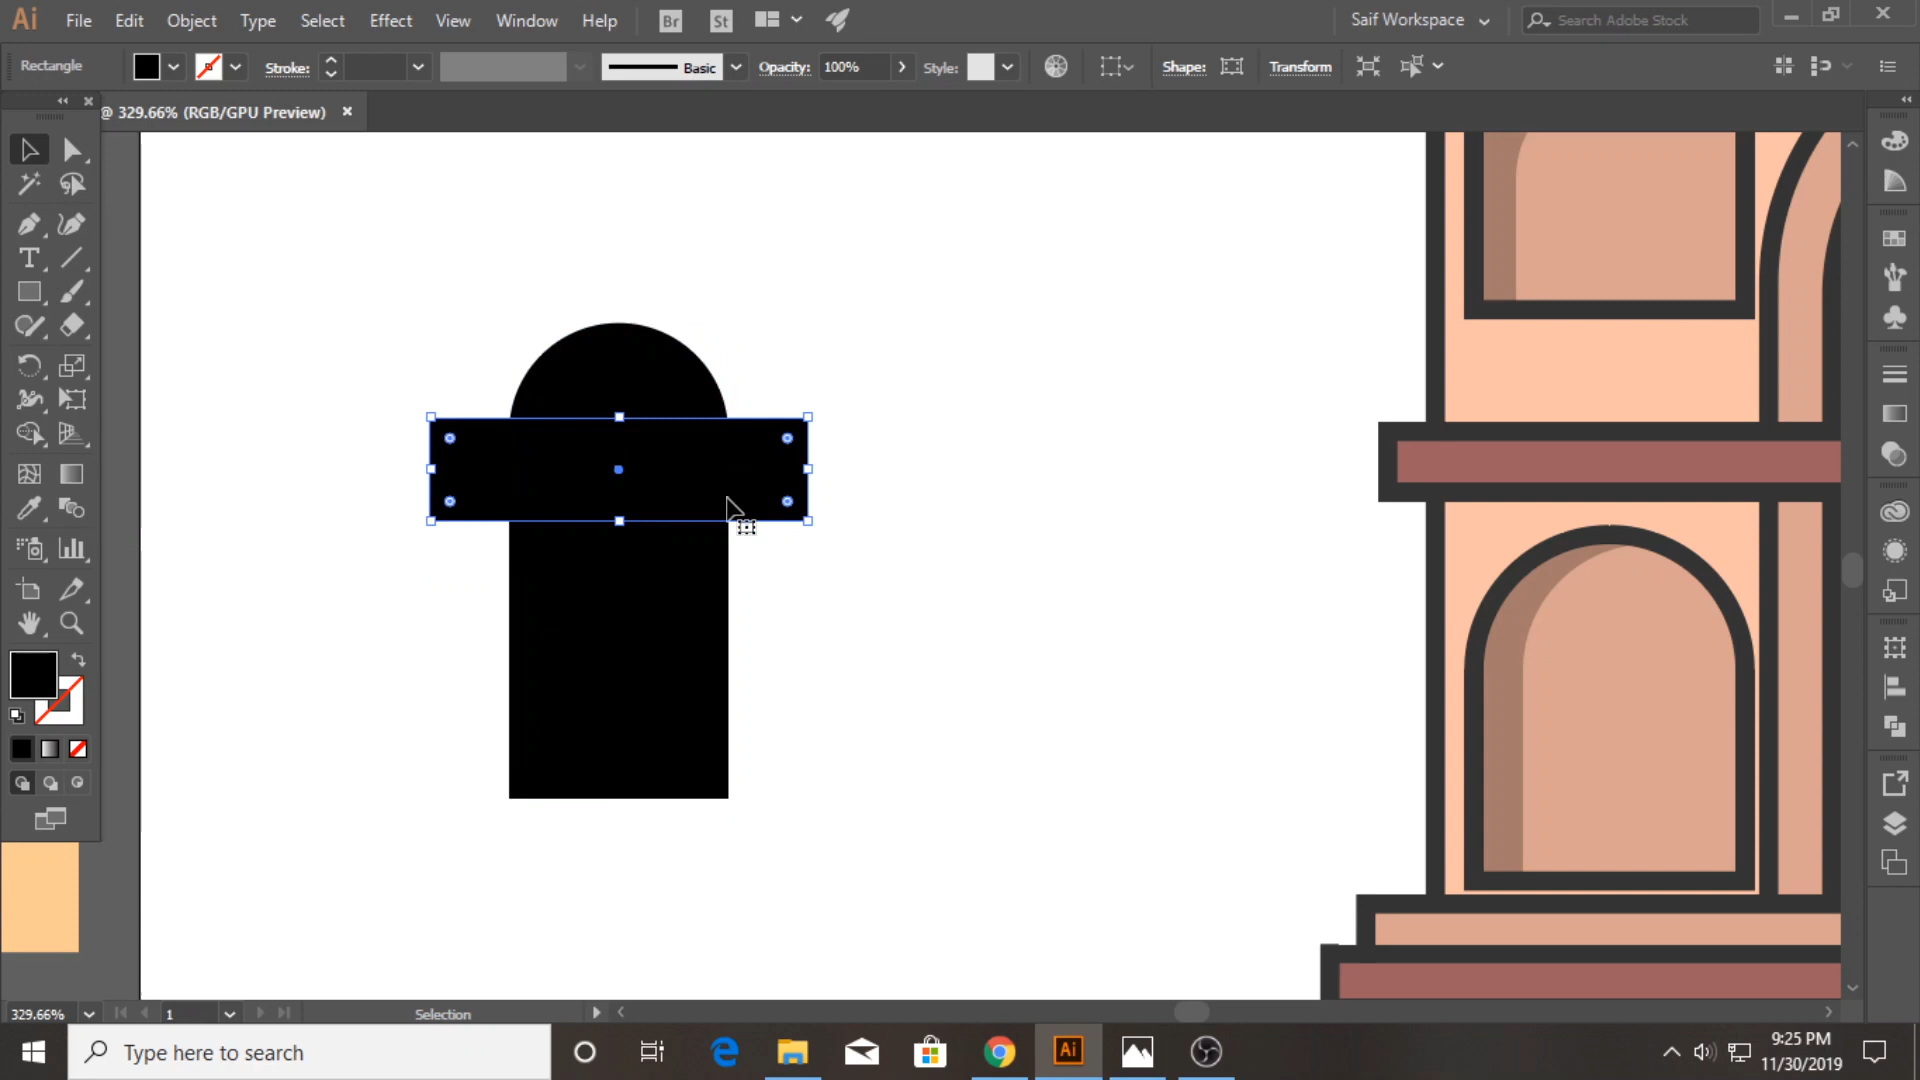 Ai File Edit Object Type Select Effect View Window Help Br St Saif Workspace Search Adobe Stock
Rectangle Stroke: Basic Opacity: 100% Style: Shape: Transform
@ 329.66% (RGB/GPU Preview)
T
329.66% 1 Selection
Type here to search
Ai
9:25 PM
11/30/2019